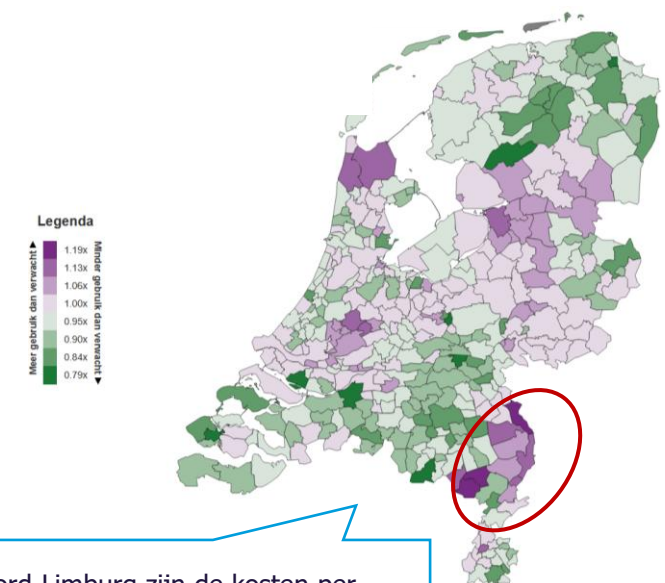 Legenda
Meer gebruik dan verwacht ▶
1.19x
1.13x
1.06x
1.00x
0.95x
0.90x
0.84x
0.79x
Minder gebruik dan verwacht ▶
ord-Limburg zijn de kosten per